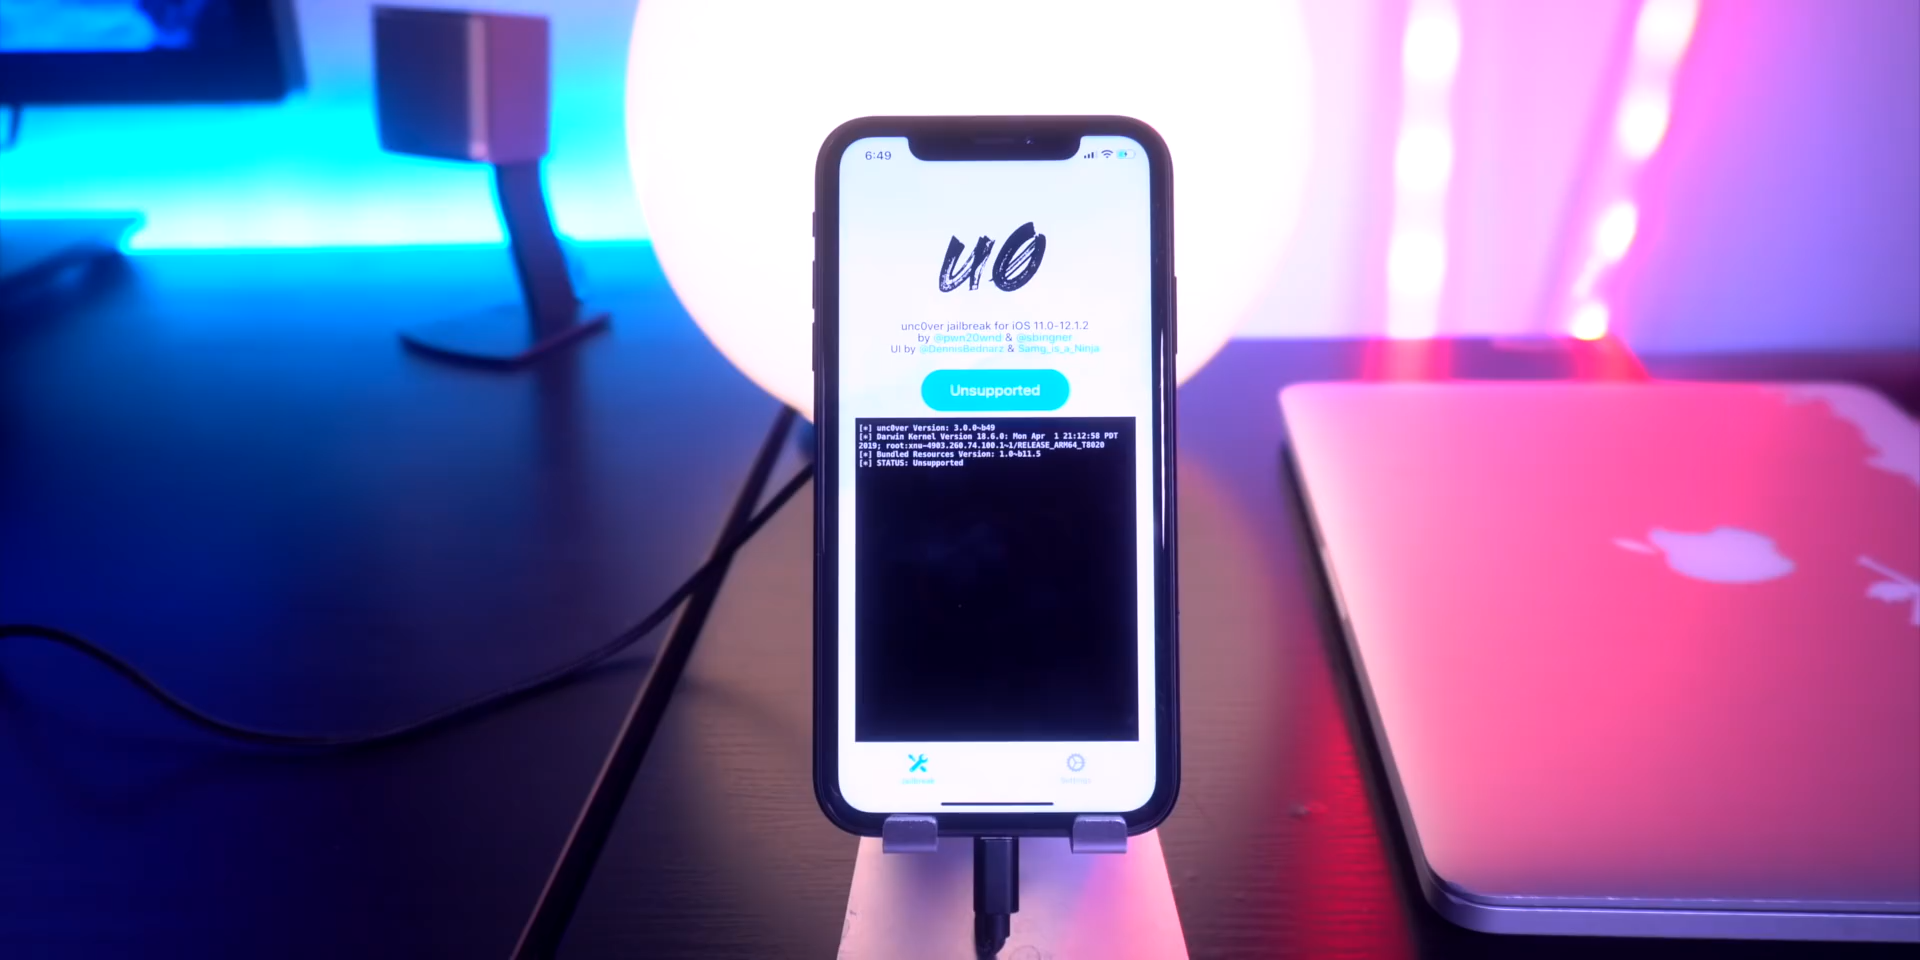 6:49
u0
unc0ver jailbreak for iOS 11.0-12.1.2
by @pwn20wnd & @sbingner
UI by @DennisBednarz & Samg_is_a_Ninja
Unsupported
[*] unc0ver Version: 3.0.0~b49
[*] Darwin Kernel Version 18.6.0: Mon Apr  1 21:12:58 PDT
2019; root:xnu-4903.260.74.100.1~1/RELEASE_ARM64_T8020
[*] Bundled Resources Version: 1.0~b11.5
[*] STATUS: Unsupported
Jailbreak
Settings